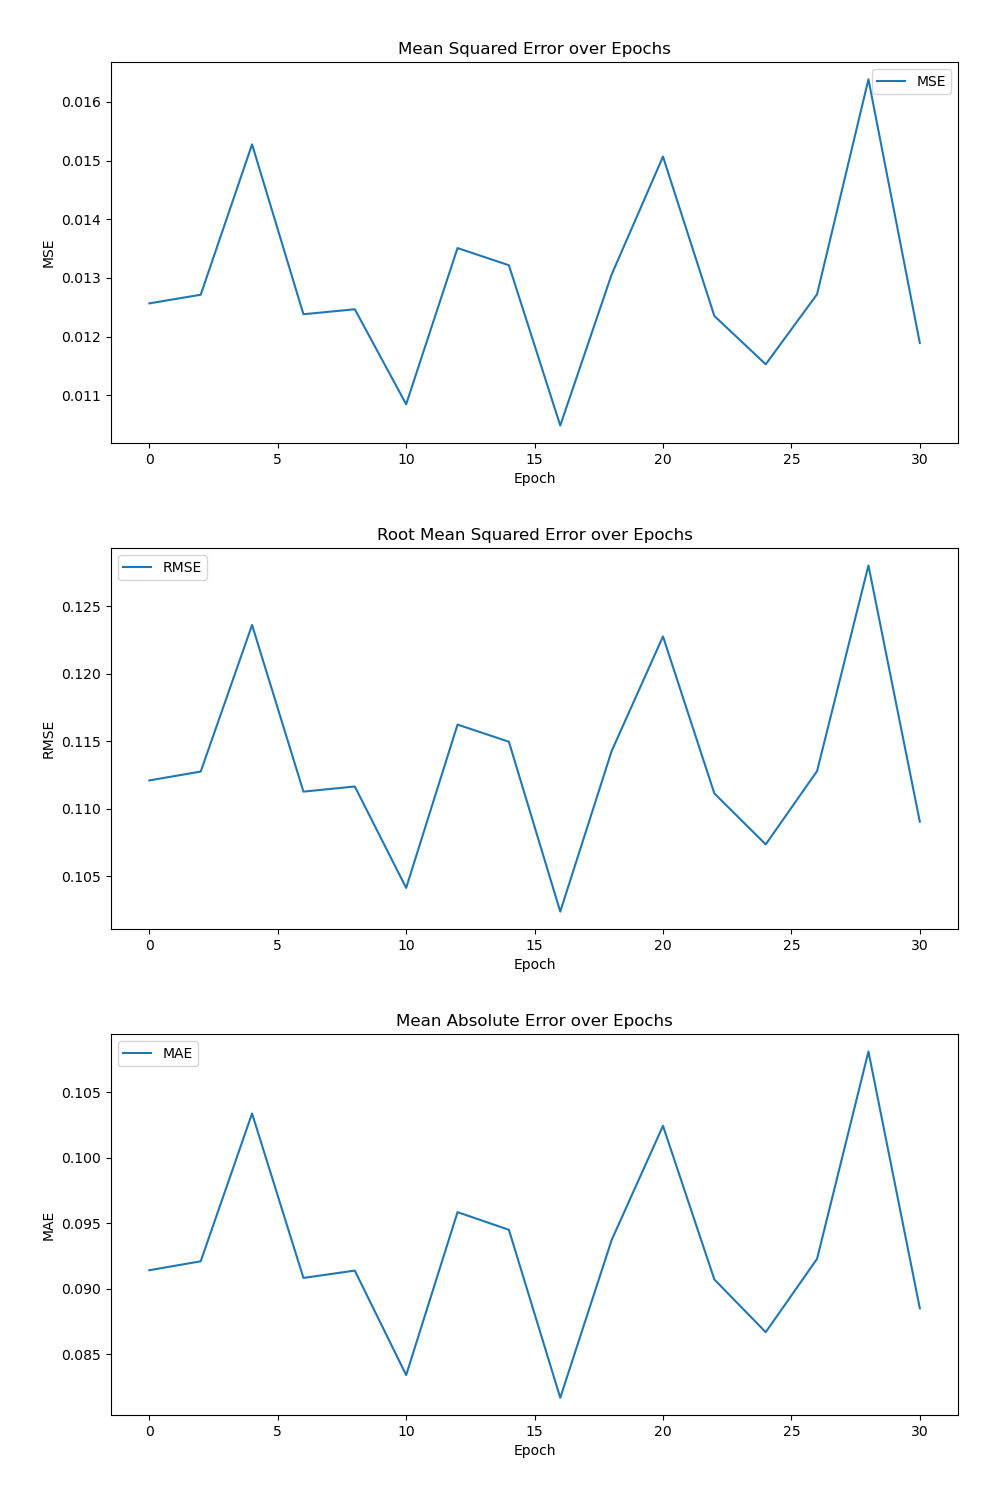 Mean Squared Error over Epochs
MSE
0.016
0.015
0.014
0.013
0.012
0.011
MSE
0 5 10 15 20 25 30
Epoch
Root Mean Squared Error over Epochs
RMSE
0.125
0.120
0.115
0.110
0.105
RMSE
0 5 10 15 20 25 30
Epoch
Mean Absolute Error over Epochs
MAE
0.105
0.100
0.095
0.090
0.085
MAE
0 5 10 15 20 25 30
Epoch